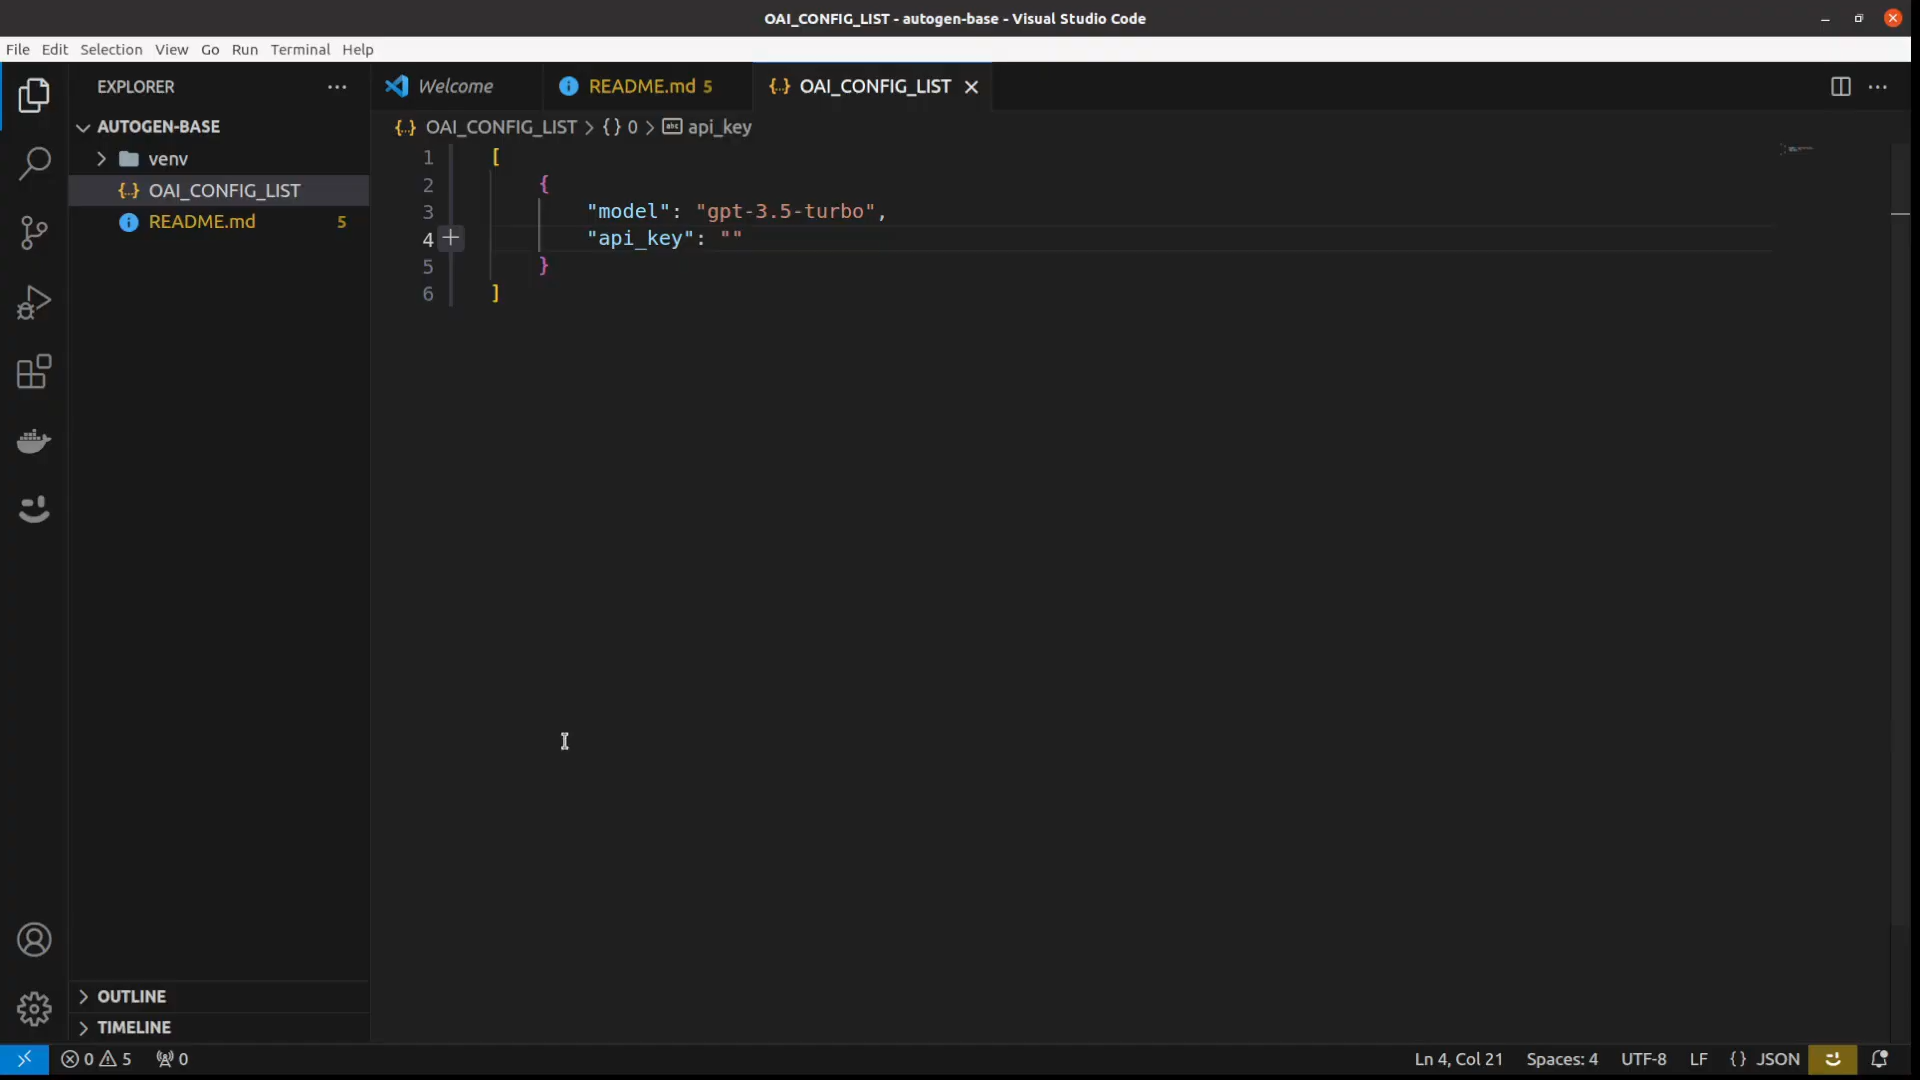 OAI_CONFIG_LIST - autogen-base - Visual Studio Code
File Edit Selection View Go Run Terminal Help
EXPLORER
Welcome
README.md 5
OAI_CONFIG_LIST
AUTOGEN-BASE
venv
OAI_CONFIG_LIST
README.md 5
OAI_CONFIG_LIST > {} 0 > api_key
1 [
2 {
3 "model": "gpt-3.5-turbo",
4 "api_key": ""
5 }
6 ]
OUTLINE
TIMELINE
0 5 0
Ln 4, Col 21 Spaces: 4 UTF-8 LF {} JSON